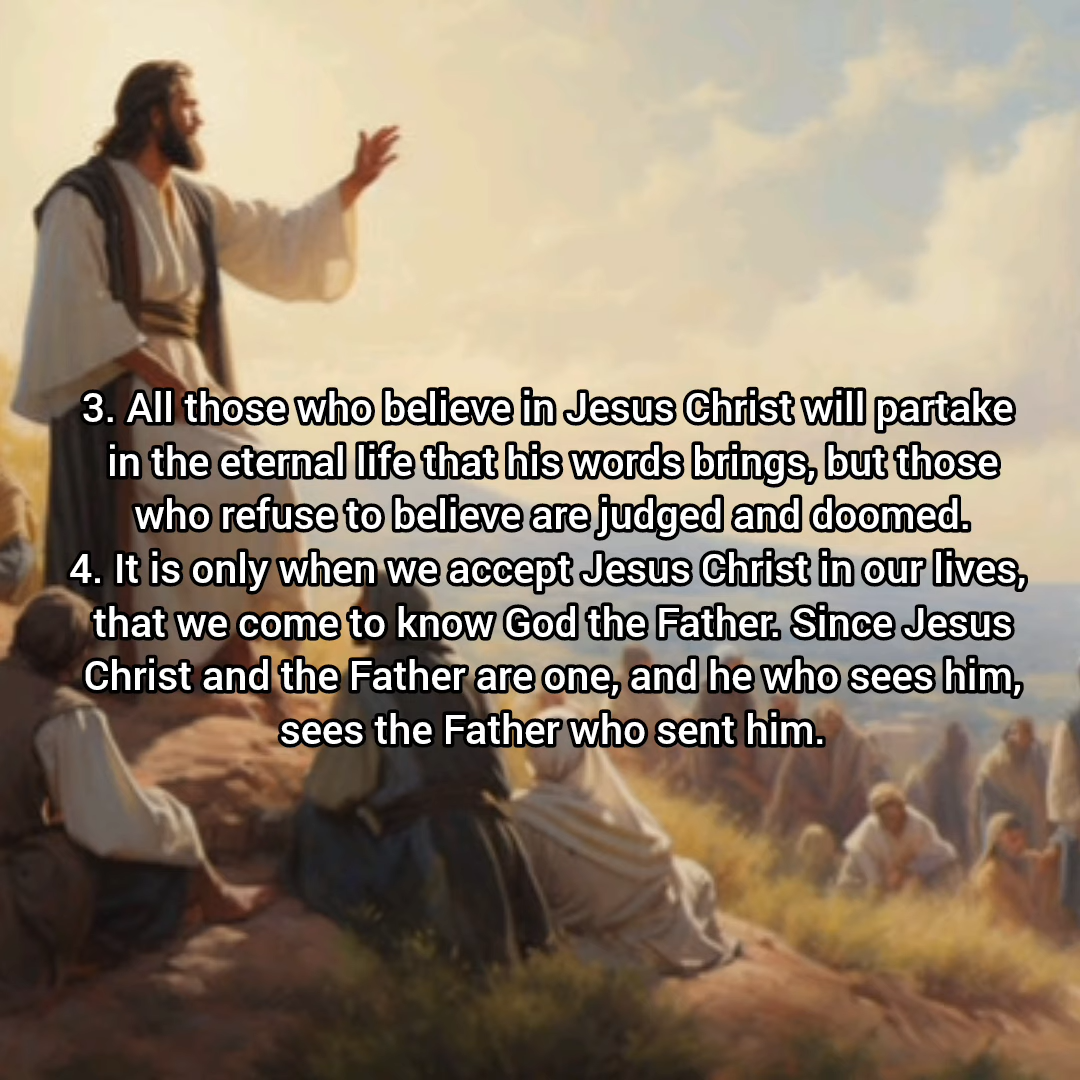 3. All those who believe in Jesus Christ will partake
in the eternal life that his words brings, but those
who refuse to believe are judged and doomed.
4. It is only when we accept Jesus Christ in our lives,
that we come to know God the Father. Since Jesus
Christ and the Father are one, and he who sees him,
sees the Father who sent him.